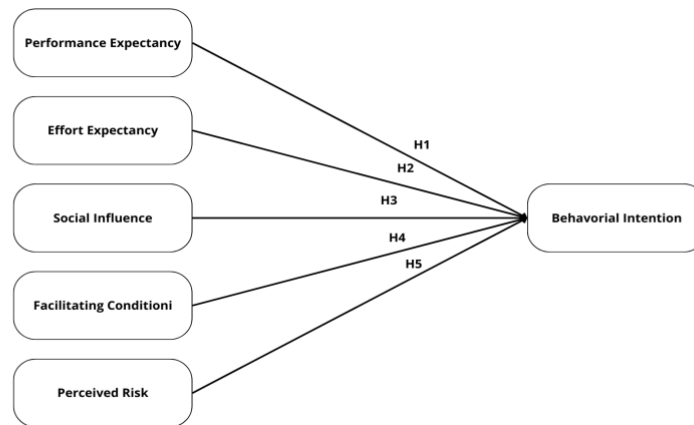 Performance Expectancy
H1
Effort Expectancy
H2
Social Influence
H3
Behavorial Intention
Facilitating Conditioni
H4
H5
Perceived Risk